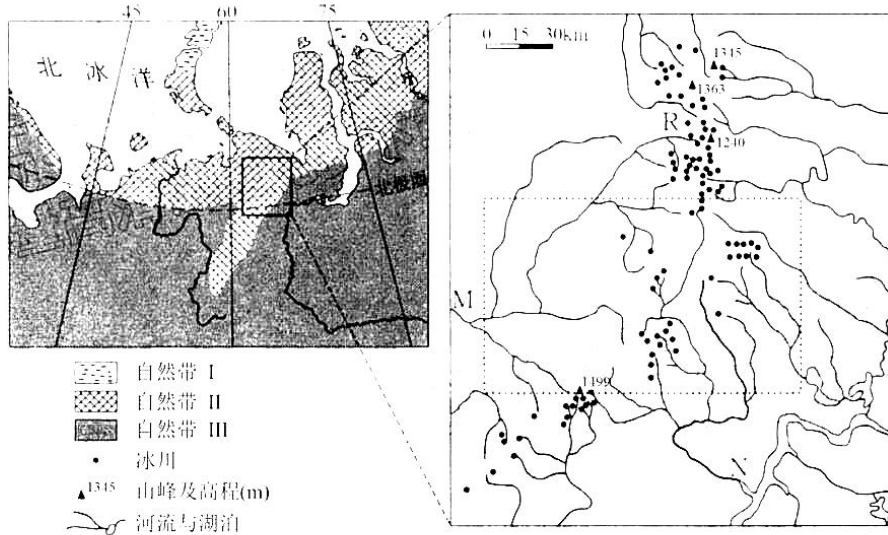 45 60 75
北 冰 洋
北极圈
自然带 I
自然带 II
自然带 III
冰川
1345 山峰及高程(m)
河流与湖泊
0 15 30km
1345
1363
R
1240
M
1499
N